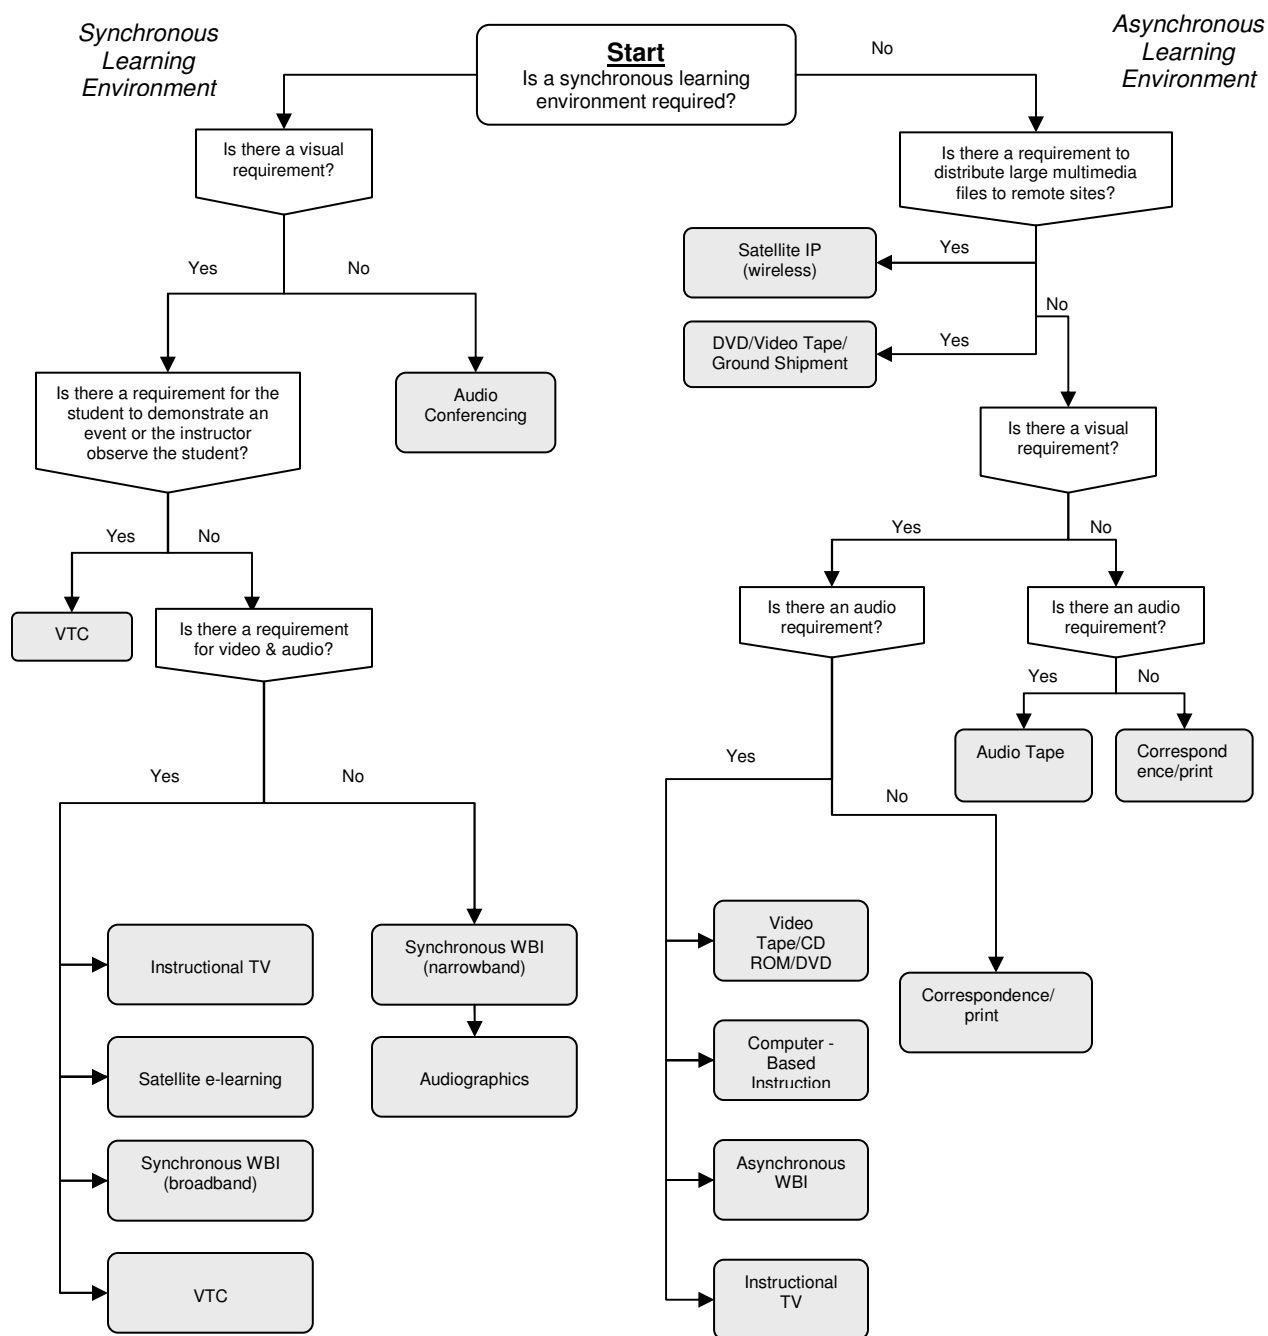 Synchronous
Learning
Environment
Start
Is a synchronous learning
environment required?
No
Asynchronous
Learning
Environment
Is there a visual
requirement?
Is there a requirement to
distribute large multimedia
files to remote sites?
Yes
No
Satellite IP
(wireless)
Yes
No
DVD/Video Tape/
Ground Shipment
Yes
Is there a requirement for the
student to demonstrate an
event or the instructor
observe the student?
Audio
Conferencing
Is there a visual
requirement?
Yes
No
Yes
No
VTC
Is there a requirement
for video & audio?
Is there an audio
requirement?
Is there an audio
requirement?
Yes
No
Audio Tape
Correspond
ence/print
Yes
No
Yes
No
Instructional TV
Synchronous WBI
(narrowband)
Video
Tape/CD
ROM/DVD
Correspondence/
print
Satellite e-learning
Audiographics
Computer -
Based
Instruction
Synchronous WBI
(broadband)
Asynchronous
WBI
VTC
Instructional
TV